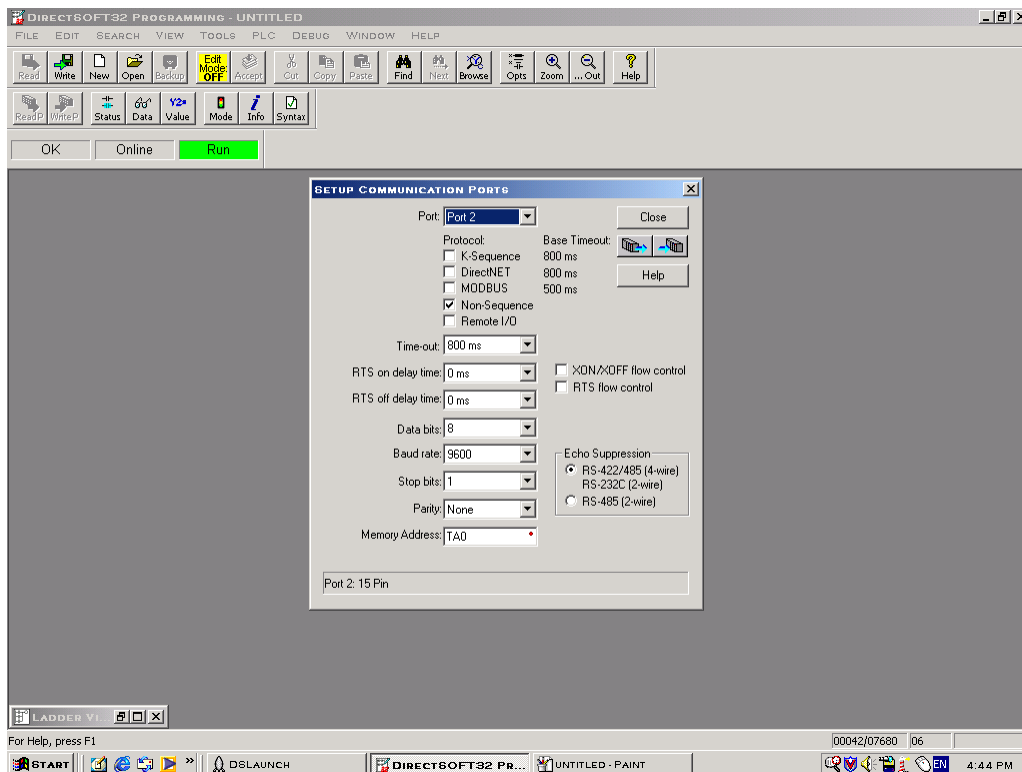 DIRECTSOFT32 PROGRAMMING - UNTITLED
FILE EDIT SEARCH VIEW TOOLS PLC DEBUG WINDOW HELP
Read Write New Open Backup Edit Mode: OFF Accept Cut Copy Paste Find Next Browse Opts Zoom ... Out Help
ReadP WriteP Status Data Value Mode Info Syntax
OK Online Run
SETUP COMMUNICATION PORTS
Port: Port 2 Close
Protocol: Base Timeout:
K-Sequence 800 ms
DirectNET 800 ms Help
MODBUS 500 ms
Non-Sequence
Remote I/O
Time-out: 800 ms
RTS on delay time: 0 ms XON/XOFF flow control
RTS flow control
RTS off delay time: 0 ms
Data bits: 8
Baud rate: 9600 Echo Suppression
RS-422/485 (4-wire)
RS-232C (2-wire)
Stop bits: 1
RS-485 (2-wire)
Parity: None
Memory Address: TA0
Port 2: 15 Pin
LADDER VI...
For Help, press F1 00042/07680 06
START » DSLAUNCH DIRECTSOFT32 PR... UNTITLED - PAINT EN 4:44 PM